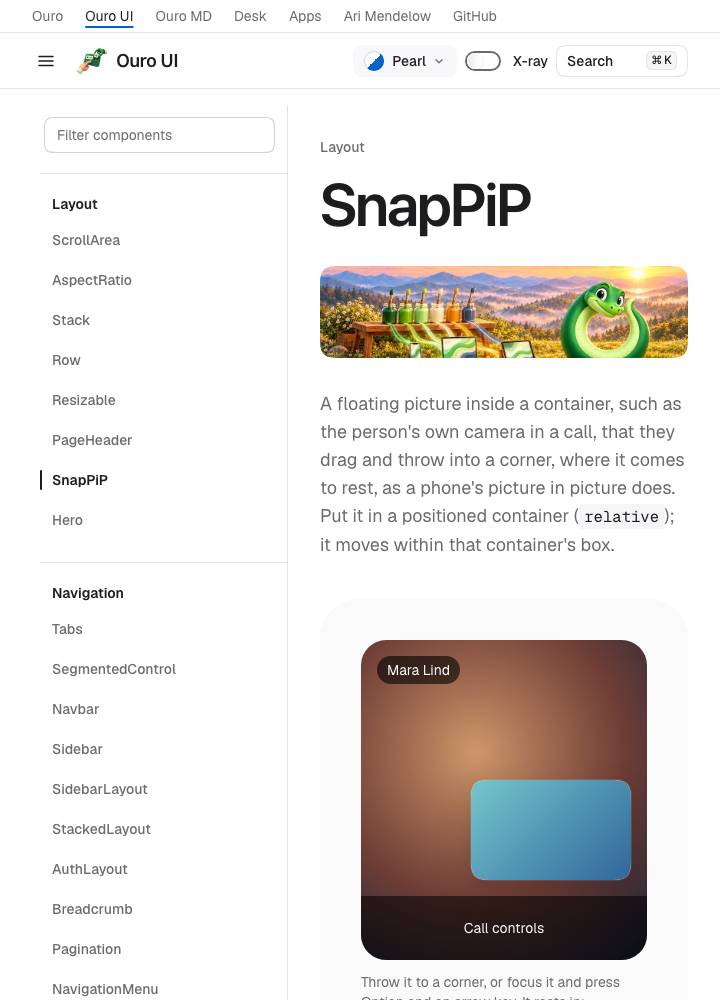 Ouro
Ouro UI
Ouro MD
Desk
Apps
Ari Mendelow
GitHub
Ouro UI
Pearl
X-ray
Search
⌘ K
Filter components
Layout
ScrollArea
AspectRatio
Stack
Row
Resizable
PageHeader
SnapPiP
Hero
Navigation
Tabs
SegmentedControl
Navbar
Sidebar
SidebarLayout
StackedLayout
AuthLayout
Breadcrumb
Pagination
NavigationMenu
Layout
SnapPiP
A floating picture inside a container, such as
the person's own camera in a call, that they
drag and throw into a corner, where it comes
to rest, as a phone's picture in picture does.
Put it in a positioned container (relative);
it moves within that container's box.
Mara Lind
Call controls
Throw it to a corner, or focus it and press